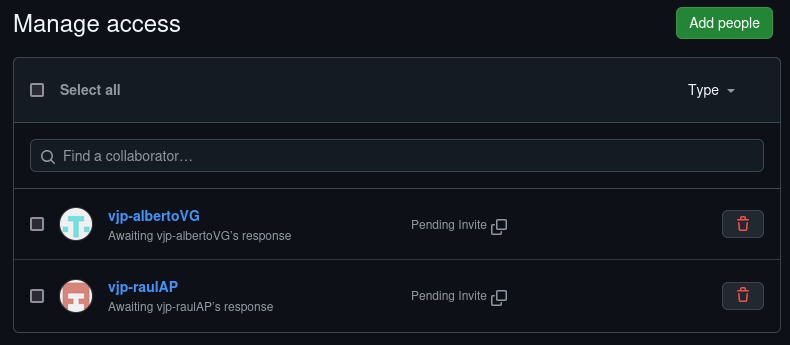 Manage access
Add people
Select all
Type
Find a collaborator…
vjp-albertoVG
Awaiting vjp-albertoVG's response
Pending Invite
vjp-raulAP
Awaiting vjp-raulAP's response
Pending Invite